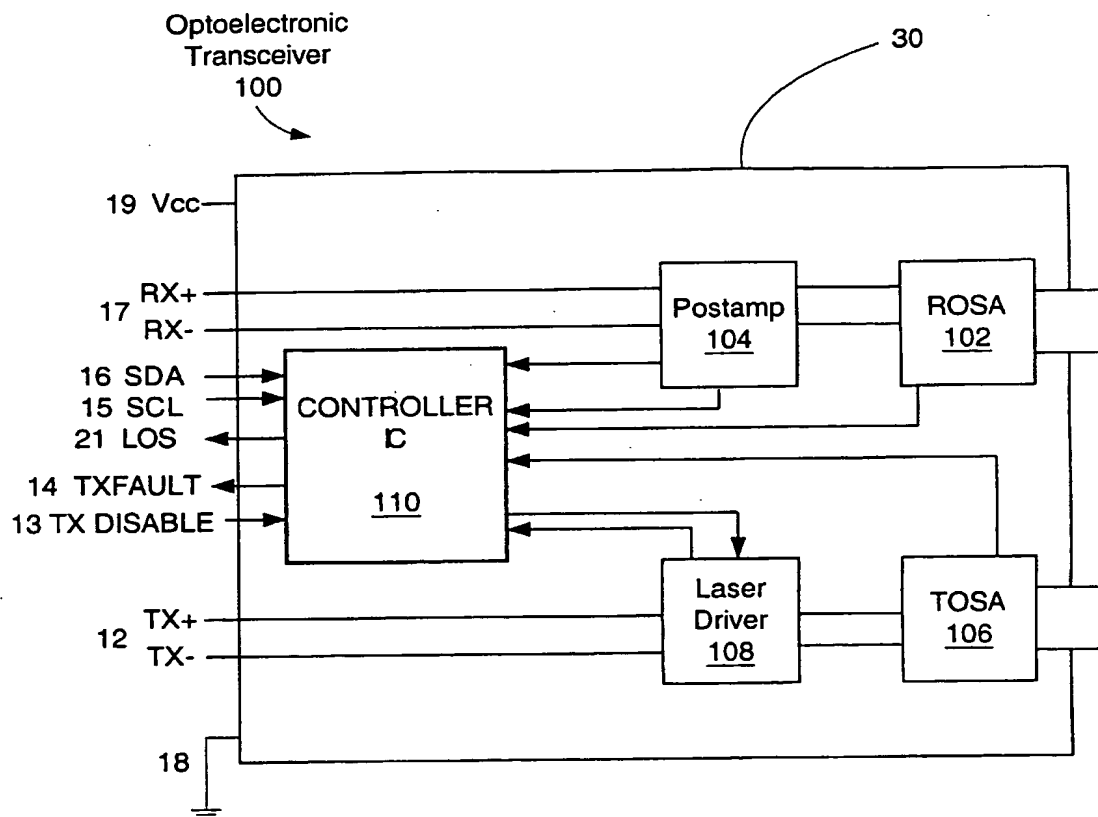 Optoelectronic
Transceiver
100
30
19 Vcc
17
RX+
RX-
Postamp
104
ROSA
102
16 SDA
15 SCL
21 LOS
14 TXFAULT
13 TX DISABLE
CONTROLLER
IC
110
12
TX+
TX-
Laser
Driver
108
TOSA
106
18